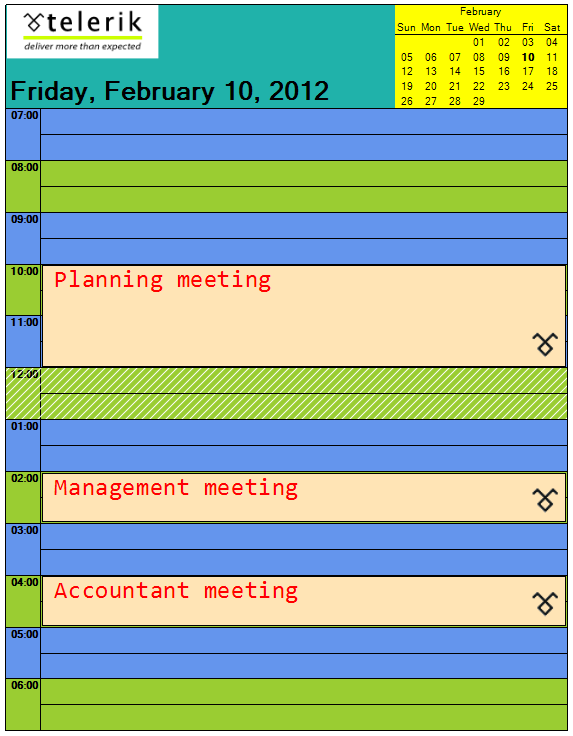 telerik
deliver more than expected
Friday, February 10, 2012
February
Sun Mon Tue Wed Thu Fri Sat
01 02 03 04
05 06 07 08 09 10 11
12 13 14 15 16 17 18
19 20 21 22 23 24 25
26 27 28 29
07:00
08:00
09:00
10:00
Planning meeting
11:00
12:00
01:00
02:00
Management meeting
03:00
04:00
Accountant meeting
05:00
06:00